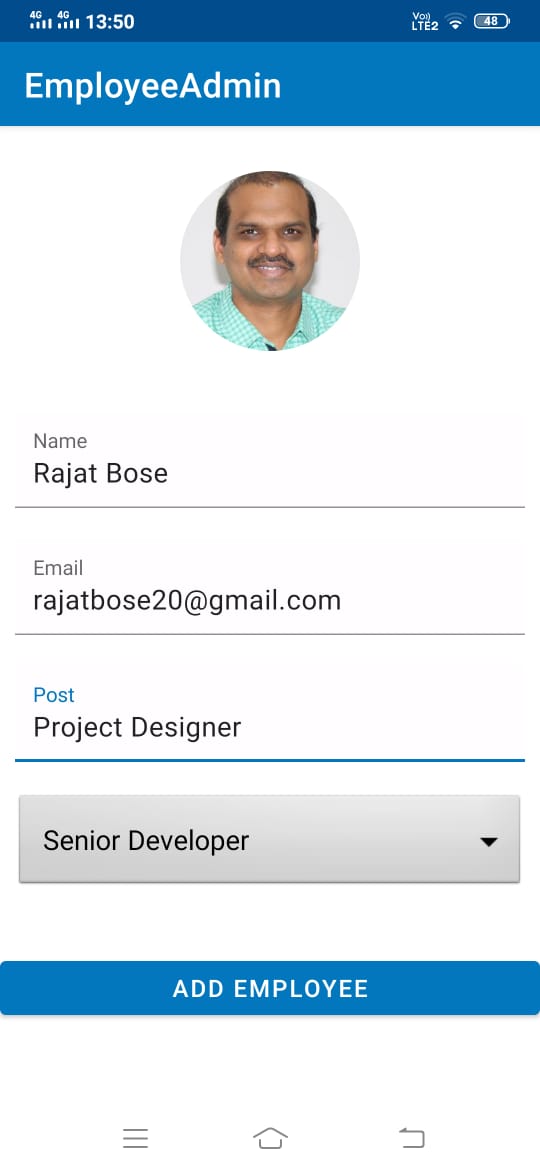 4G 4G 13:50 Vo)) LTE2 48
EmployeeAdmin
Name
Rajat Bose
Email
rajatbose20@gmail.com
Post
Project Designer
Senior Developer
ADD EMPLOYEE